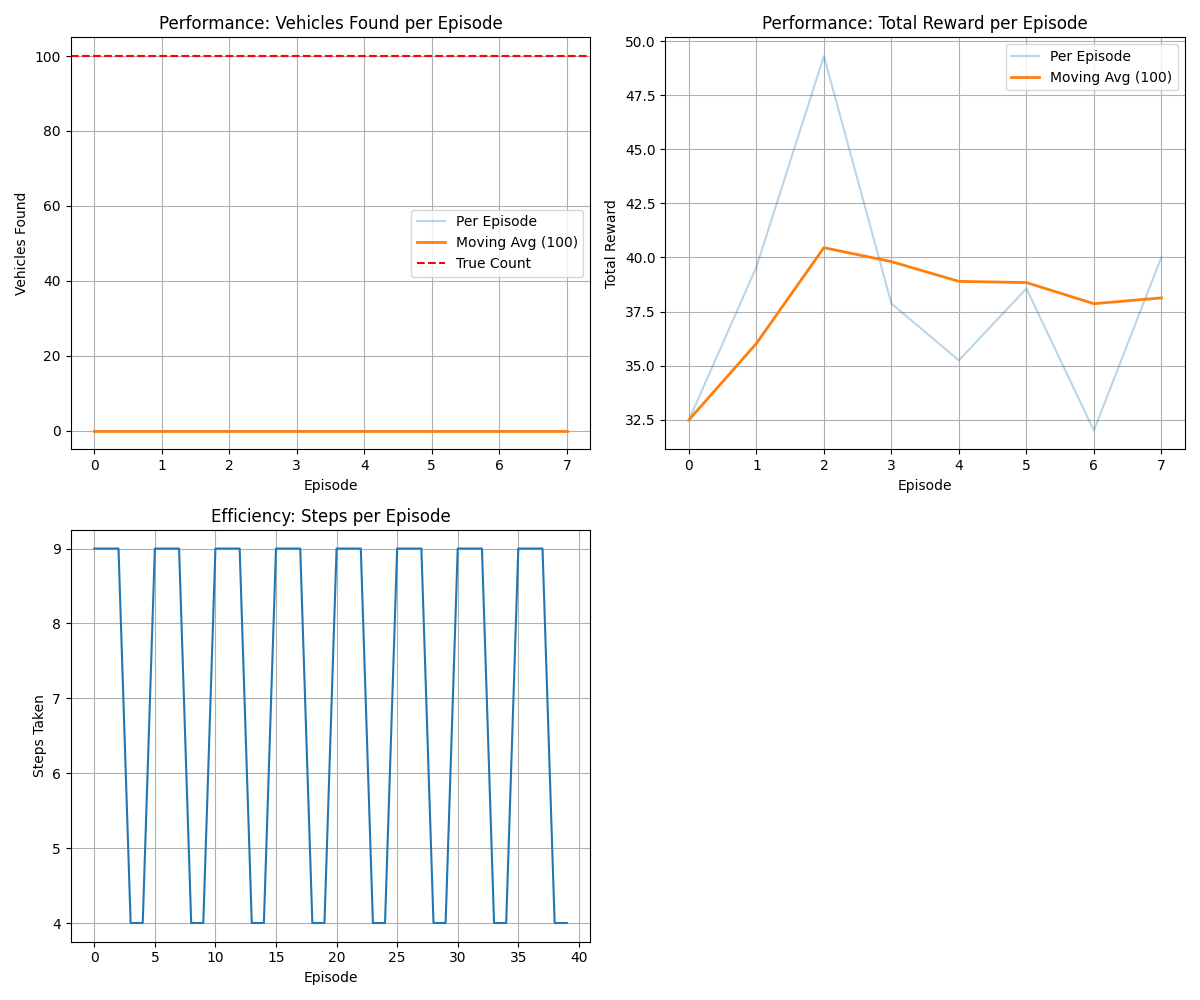 Performance: Vehicles Found per Episode
Vehicles Found
100
80
60
40
20
0
Per Episode
Moving Avg (100)
True Count
0 1 2 3 4 5 6 7
Episode
Performance: Total Reward per Episode
Total Reward
50.0
47.5
45.0
42.5
40.0
37.5
35.0
32.5
Per Episode
Moving Avg (100)
0 1 2 3 4 5 6 7
Episode
Efficiency: Steps per Episode
Steps Taken
9
8
7
6
5
4
0 5 10 15 20 25 30 35 40
Episode